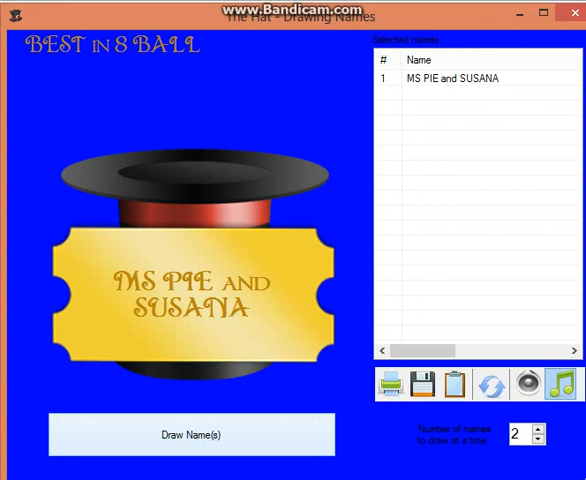 www.Bandicam.com
The Hat - Drawing Names
BEST IN 8 BALL
Selected names
# Name
1 MS PIE and SUSANA
MS PIE AND
SUSANA
Draw Name(s)
Number of names
to draw at a time:
2